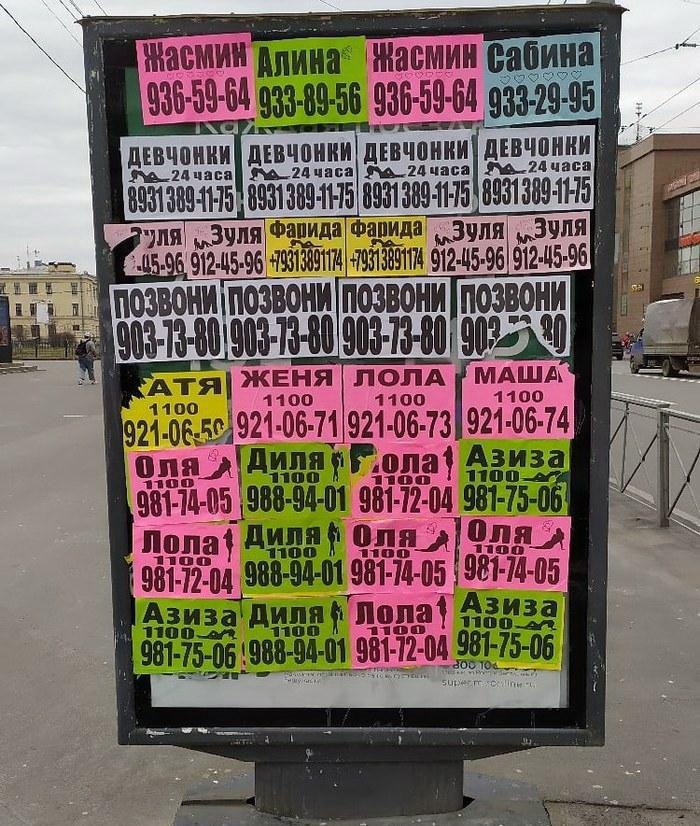 Жасмин
936-59-64
Алина
933-89-56
Жасмин
936-59-64
Сабина
933-29-95
ДЕВЧОНКИ
24 часа
8931 389-11-75
ДЕВЧОНКИ
24 часа
8931 389-11-75
ДЕВЧОНКИ
24 часа
8931 389-11-75
ДЕВЧОНКИ
24 часа
8931 389-11-75
Зуля
-45-96
Зуля
912-45-96
Фарида
+79313891174
Фарида
+79313891174
Зуля
912-45-96
Зуля
912-45-96
ПОЗВОНИ
903-73-80
ПОЗВОНИ
903-73-80
ПОЗВОНИ
903-73-80
ПОЗВОНИ
903 80
АТЯ
1100
921-06-59
ЖЕНЯ
1100
921-06-71
ЛОЛА
1100
921-06-73
МАША
1100
921-06-74
Оля
1100
981-74-05
Диля
1100
988-94-01
Лола
1100
981-72-04
Азиза
1100
981-75-06
Лола
1100
981-72-04
Диля
1100
988-94-01
Оля
1100
981-74-05
Оля
1100
981-74-05
Азиза
1100
981-75-06
Диля
1100
988-94-01
Лола
1100
981-72-04
Азиза
1100
981-75-06